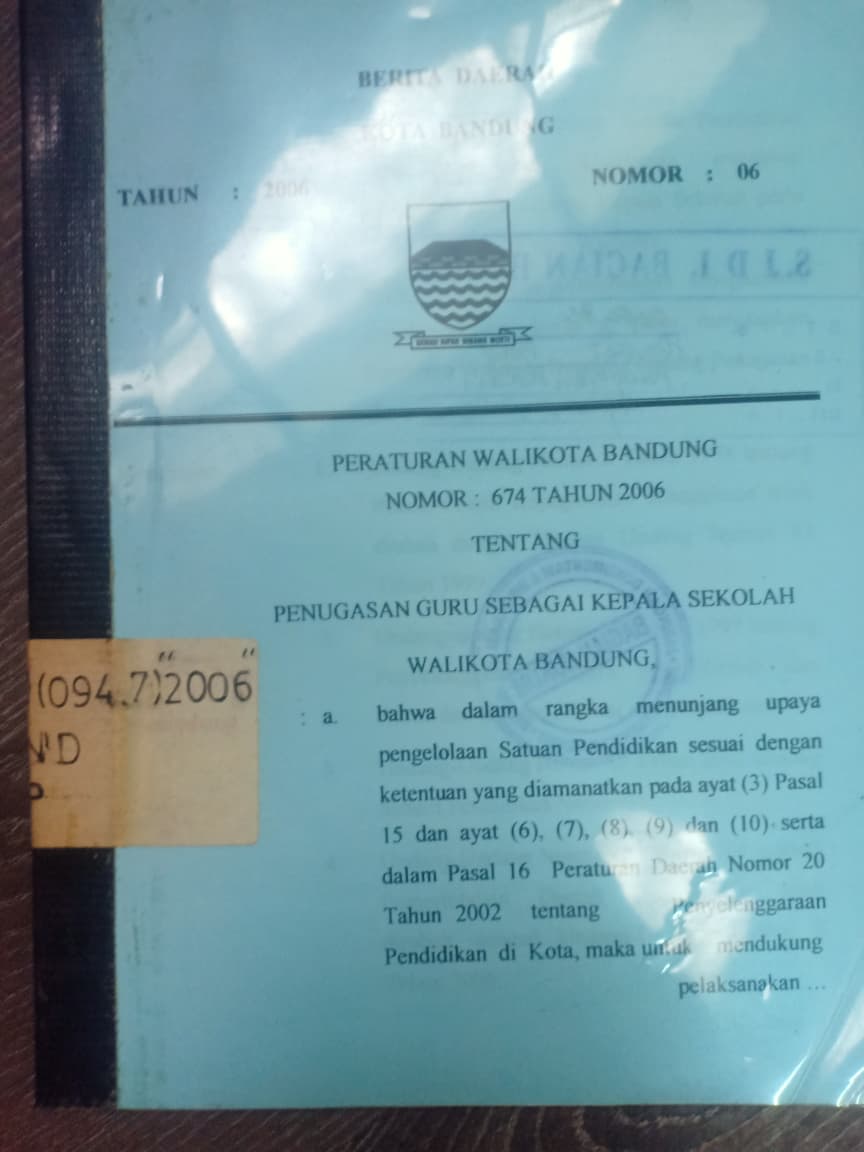 BERITA DAERAH
KOTA BANDUNG
TAHUN : 2006 NOMOR : 06
PERATURAN WALIKOTA BANDUNG
NOMOR : 674 TAHUN 2006
TENTANG
PENUGASAN GURU SEBAGAI KEPALA SEKOLAH
WALIKOTA BANDUNG,
(094.7)"2006"
: a. bahwa dalam rangka menunjang upaya
pengelolaan Satuan Pendidikan sesuai dengan
ketentuan yang diamanatkan pada ayat (3) Pasal
15 dan ayat (6), (7), (8), (9) dan (10) serta
dalam Pasal 16 Peraturan Daerah Nomor 20
Tahun 2002 tentang Penyelenggaraan
Pendidikan di Kota, maka untuk mendukung
pelaksanakan ...